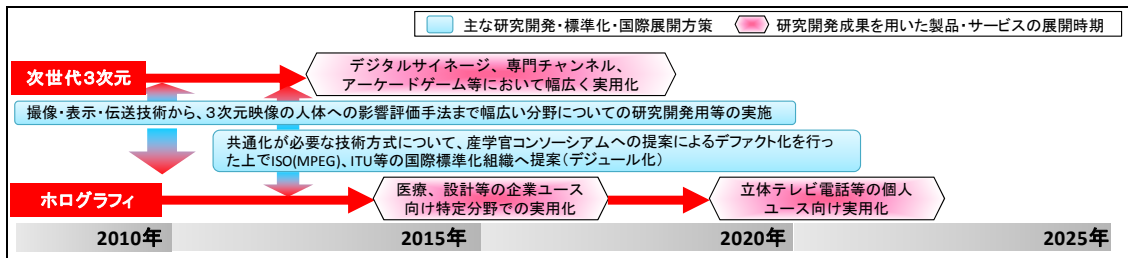 主な研究開発・標準化・国際展開方策
研究開発成果を用いた製品・サービスの展開時期
次世代3次元
デジタルサイネージ、専門チャンネル、
アーケードゲーム等において幅広く実用化
撮像・表示・伝送技術から、3次元映像の人体への影響評価手法まで幅広い分野についての研究開発用等の実施
共通化が必要な技術方式について、産学官コンソーシアムへの提案によるデファクト化を行っ
た上でISO(MPEG)、ITU等の国際標準化組織へ提案(デジュール化)
ホログラフィ
医療、設計等の企業ユース
向け特定分野での実用化
立体テレビ電話等の個人
ユース向け実用化
2010年
2015年
2020年
2025年